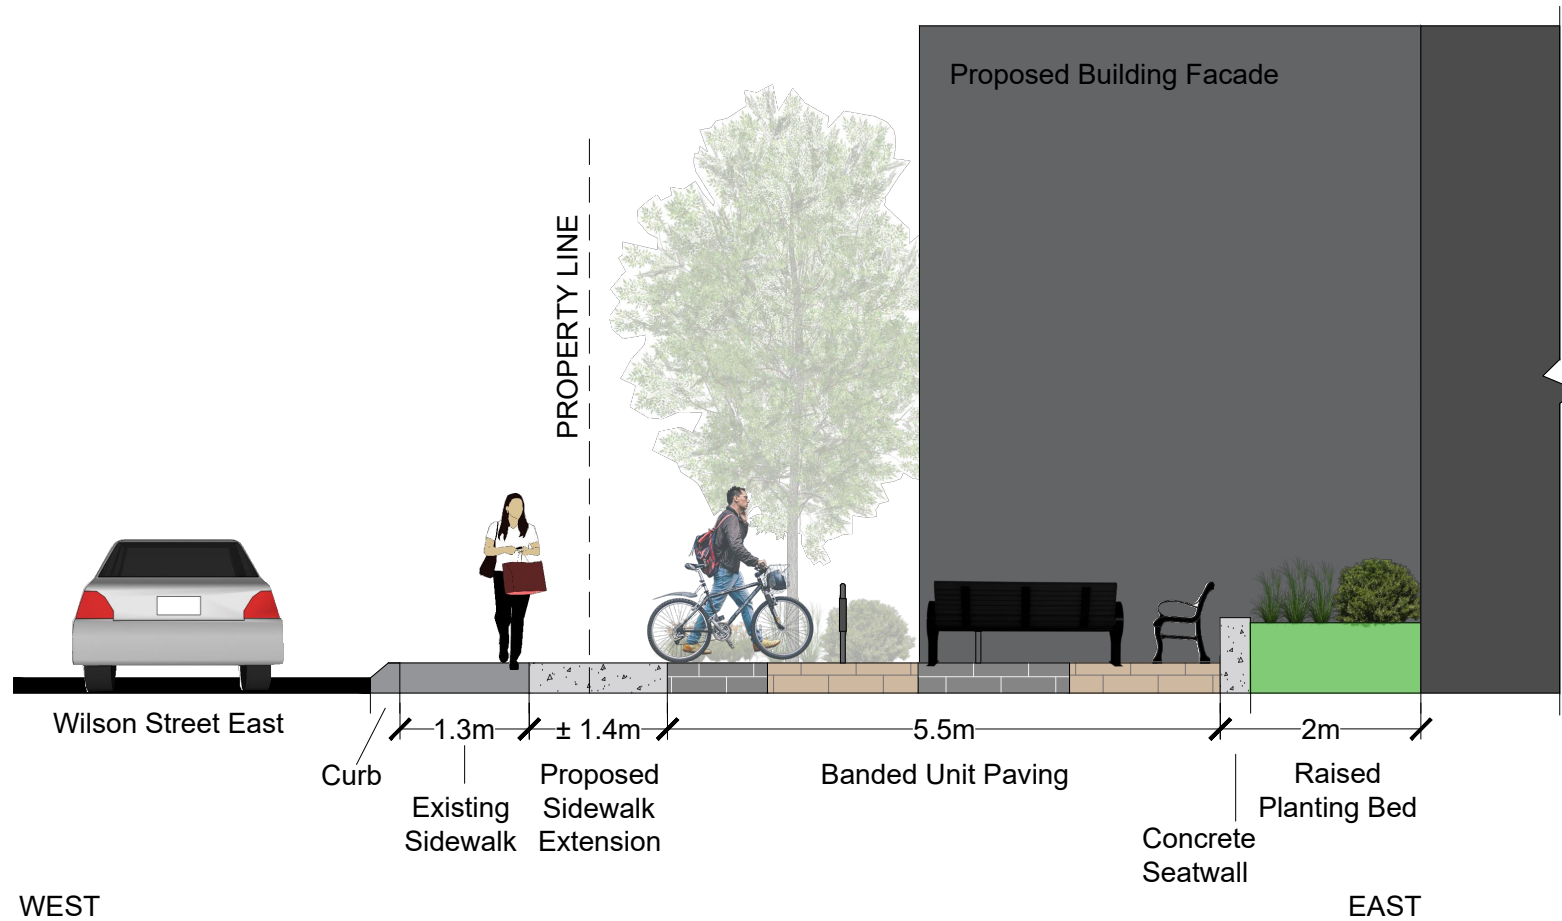 Proposed Building Facade
PROPERTY LINE
Wilson Street East
1.3m
± 1.4m
5.5m
2m
Curb
Existing
Sidewalk
Proposed
Sidewalk
Extension
Banded Unit Paving
Concrete
Seatwall
Raised
Planting Bed
WEST
EAST